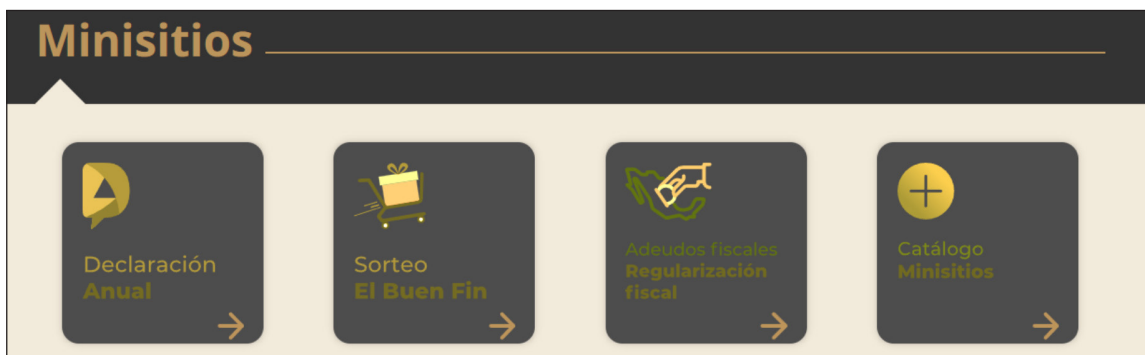 Minisitios
Declaración
Anual
Sorteo
El Buen Fin
Adeudos fiscales
Regularización
fiscal
Catálogo
Minisitios